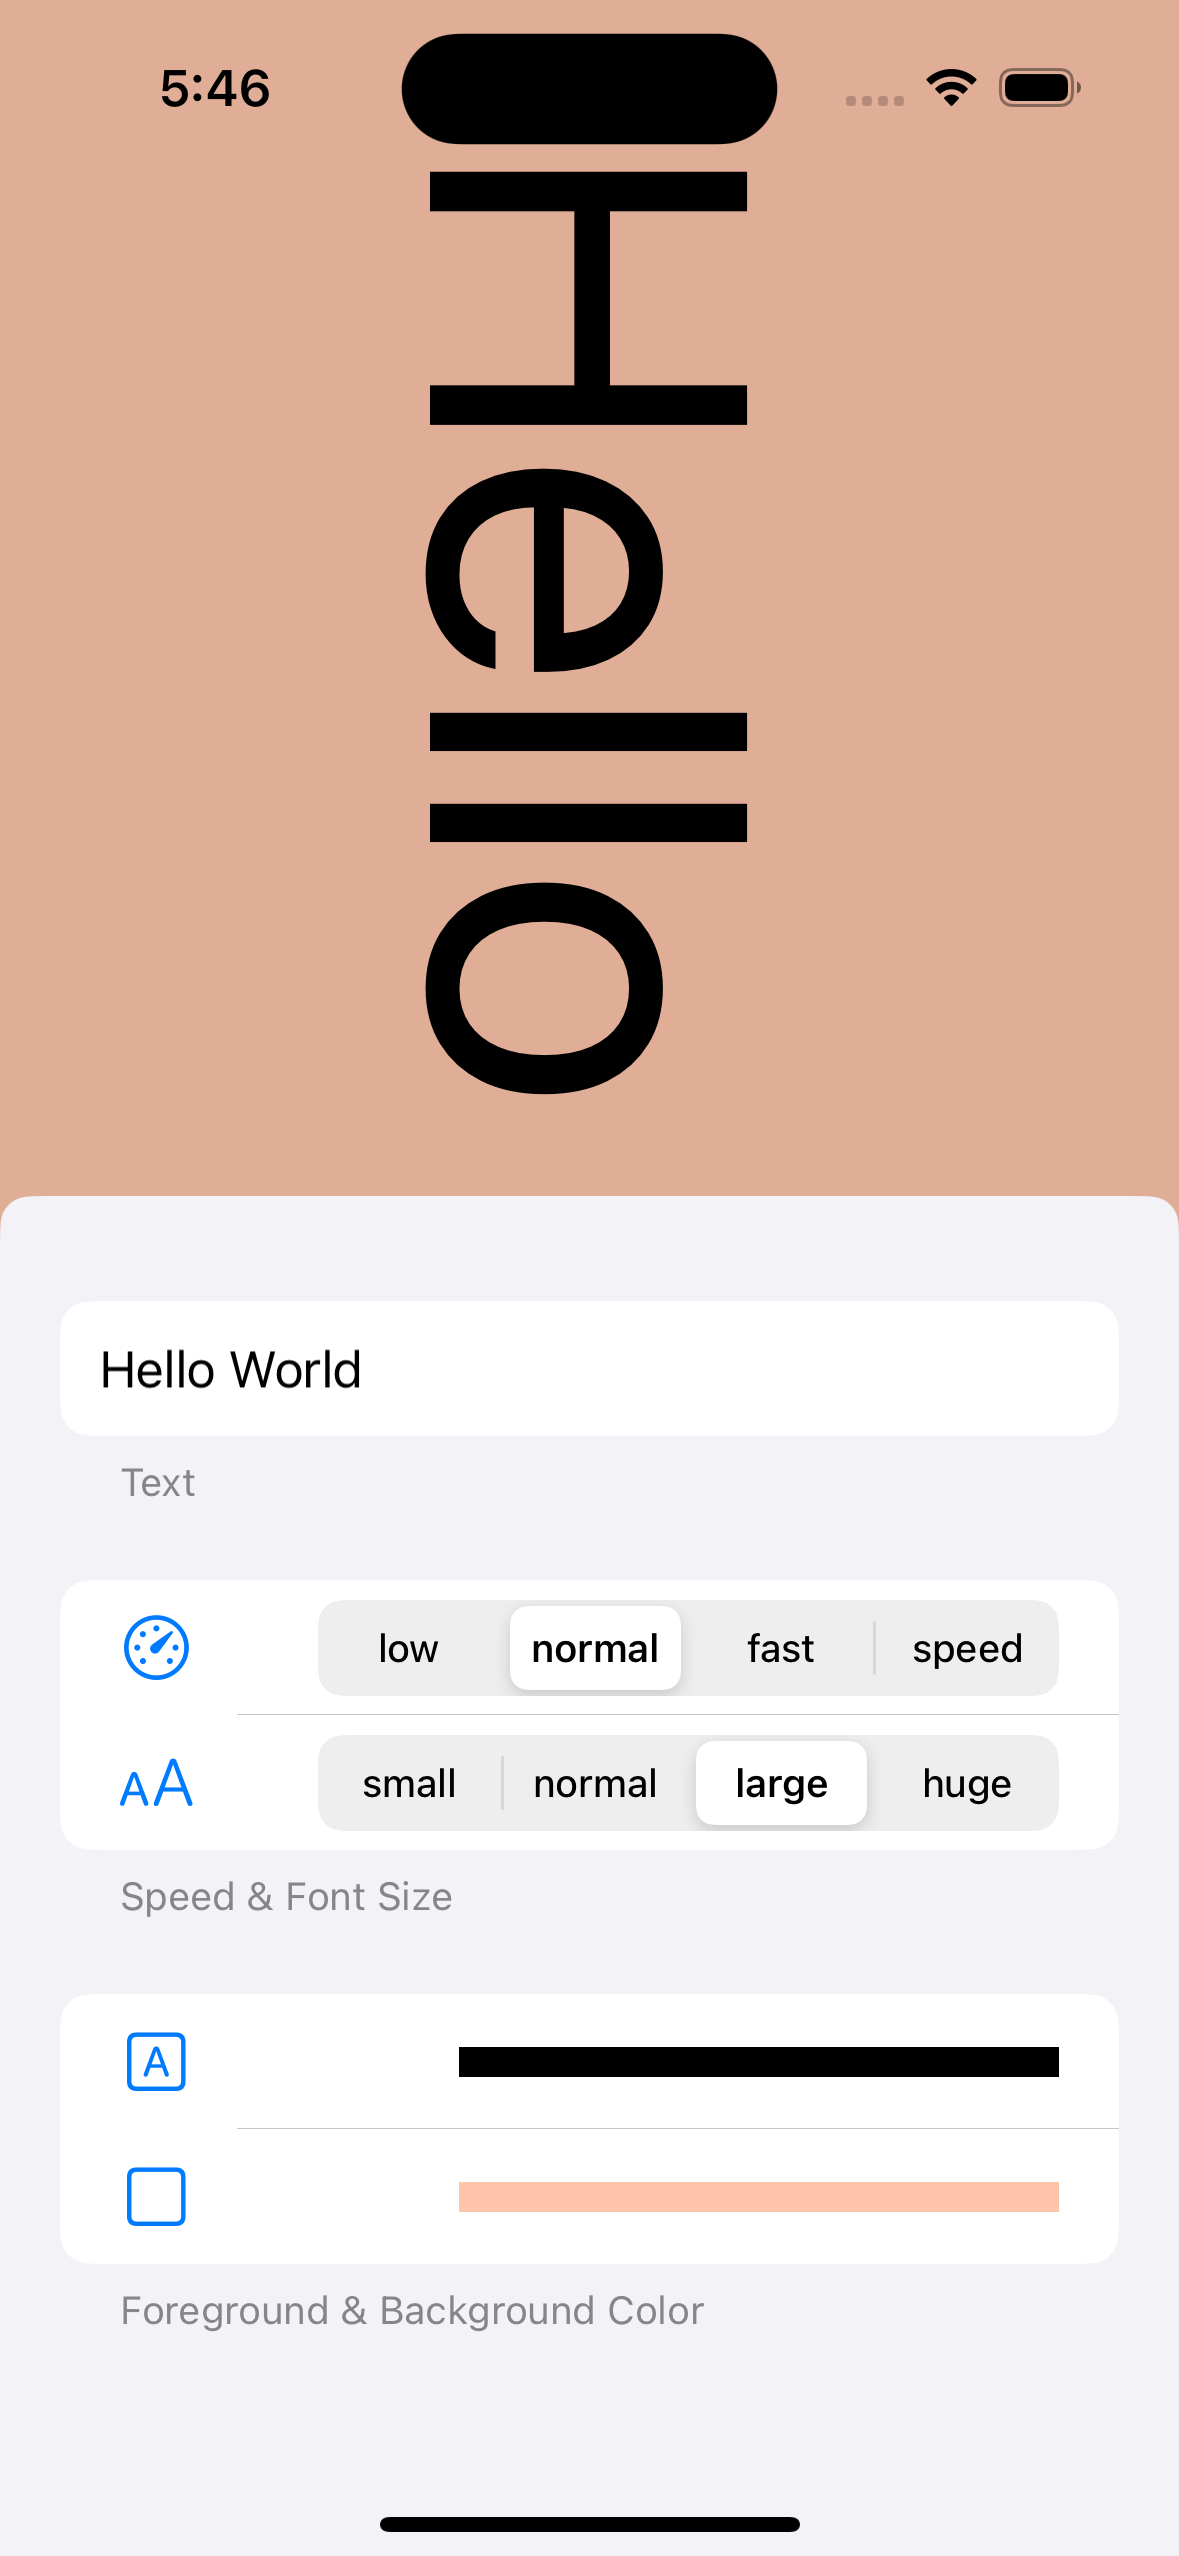 5:46
Hello
Hello World
Text
low normal fast speed
AA small normal large huge
Speed & Font Size
A
Foreground & Background Color